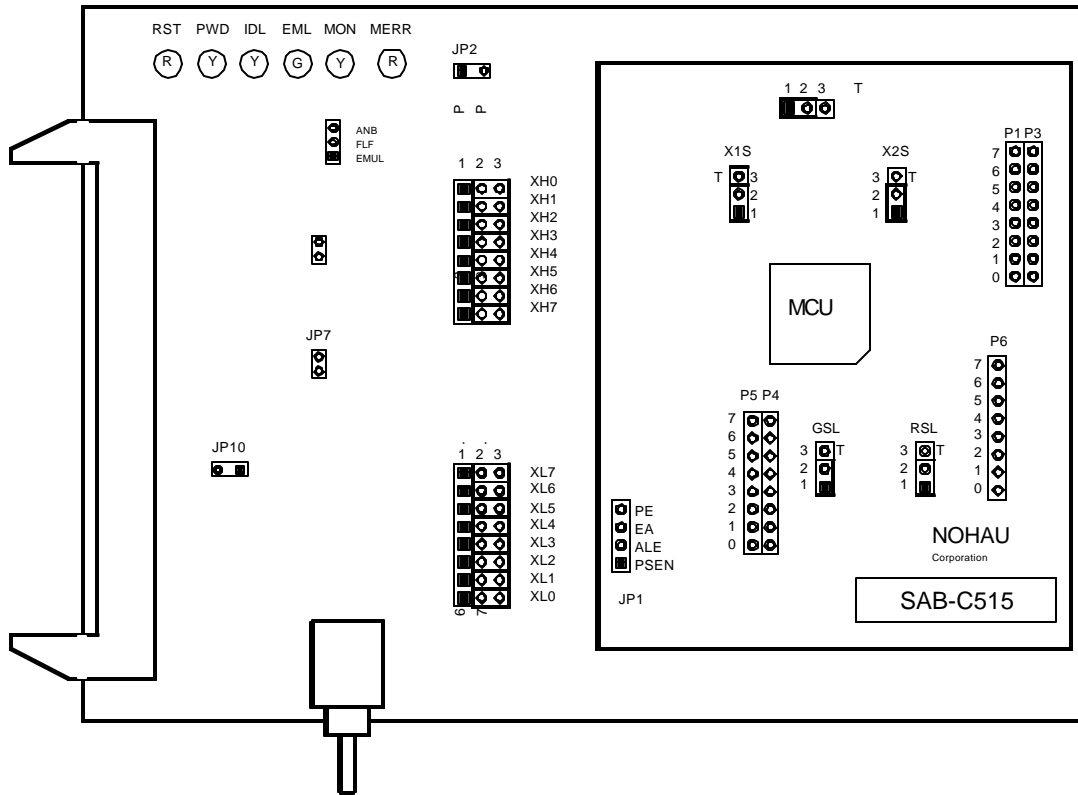 RST PWD IDL EML MON MERR
R Y Y G Y R
JP2
P P
ANB
FLF
EMUL
1 2 3
XH0
XH1
XH2
XH3
XH4
XH5
XH6
XH7
JP7
JP10
1 2 3
XL7
XL6
XL5
XL4
XL3
XL2
XL1
XL0
6 7
1 2 3 T
X1S
T 3
2
1
X2S
3 T
2
1
P1 P3
7
6
5
4
3
2
1
0
MCU
P6
7
6
5
4
3
2
1
0
P5 P4
7
6
5
4
3
2
1
0
GSL
3 T
2
1
RSL
3 T
2
1
PE
EA
ALE
PSEN
JP1
NOHAU
Corporation
SAB-C515